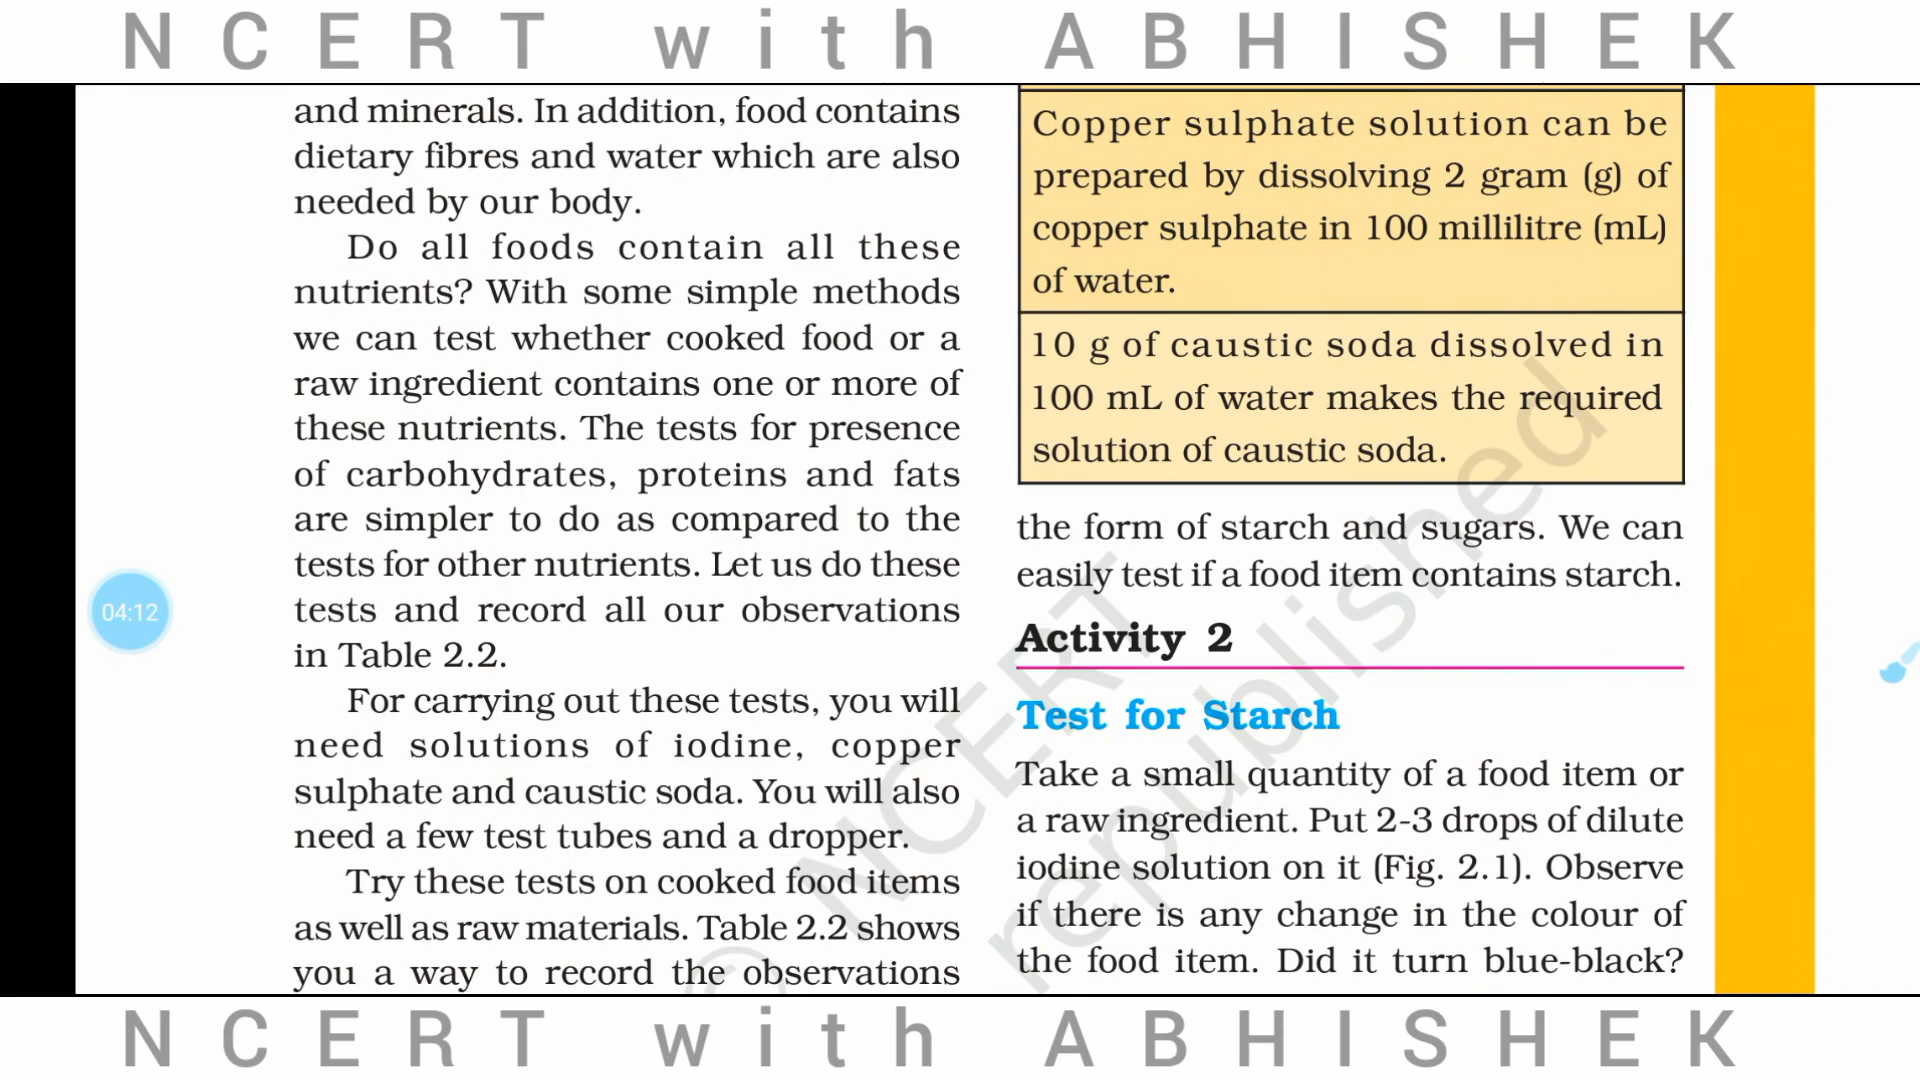 NCERT with ABHISHEK
and minerals. In addition, food contains
dietary fibres and water which are also
needed by our body.
Do all foods contain all these
nutrients? With some simple methods
we can test whether cooked food or a
raw ingredient contains one or more of
these nutrients. The tests for presence
of carbohydrates, proteins and fats
are simpler to do as compared to the
tests for other nutrients. Let us do these
tests and record all our observations
in Table 2.2.
For carrying out these tests, you will
need solutions of iodine, copper
sulphate and caustic soda. You will also
need a few test tubes and a dropper.
Try these tests on cooked food items
as well as raw materials. Table 2.2 shows
you a way to record the observations
Copper sulphate solution can be
prepared by dissolving 2 gram (g) of
copper sulphate in 100 millilitre (mL)
of water.
10 g of caustic soda dissolved in
100 mL of water makes the required
solution of caustic soda.
the form of starch and sugars. We can
easily test if a food item contains starch.
Activity 2
Test for Starch
Take a small quantity of a food item or
a raw ingredient. Put 2-3 drops of dilute
iodine solution on it (Fig. 2.1). Observe
if there is any change in the colour of
the food item. Did it turn blue-black?
04:12
© NCERT
republished
NCERT with ABHISHEK